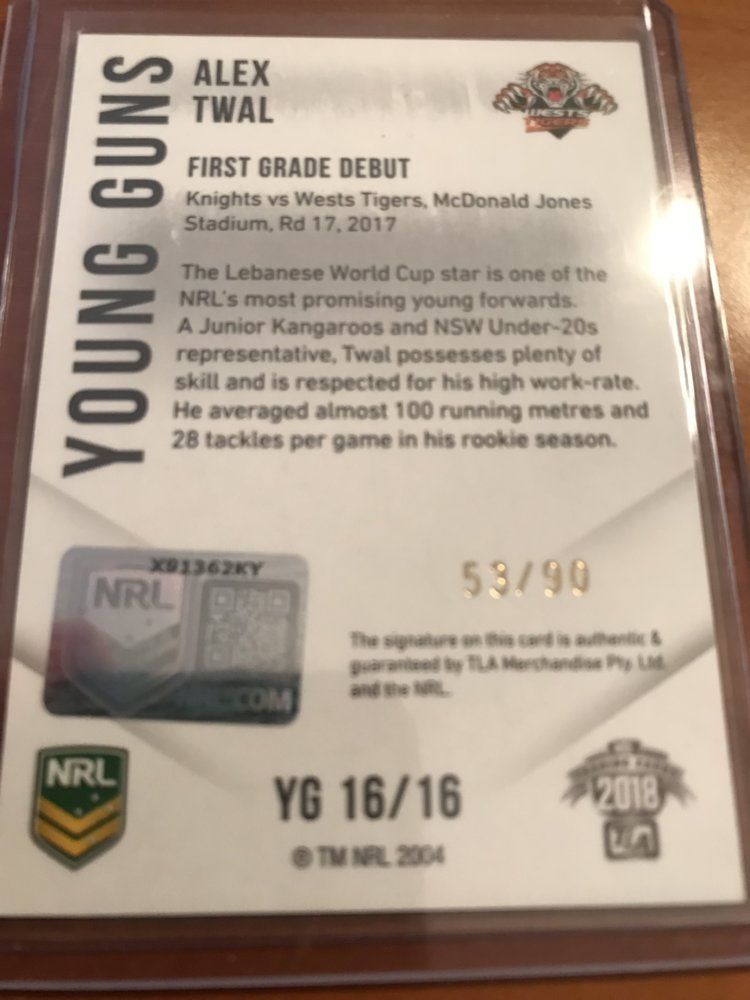 YOUNG GUNS
ALEX
TWAL
WESTS
TIGERS
FIRST GRADE DEBUT
Knights vs Wests Tigers, McDonald Jones
Stadium, Rd 17, 2017
The Lebanese World Cup star is one of the
NRL's most promising young forwards.
A Junior Kangaroos and NSW Under-20s
representative, Twal possesses plenty of
skill and is respected for his high work-rate.
He averaged almost 100 running metres and
28 tackles per game in his rookie season.
X91362KY
NRL
.COM
53/90
The signature on this card is authentic &
guaranteed by TLA Merchandise Pty. Ltd.
and the NRL.
NRL
YG 16/16
© TM NRL 2004
2018